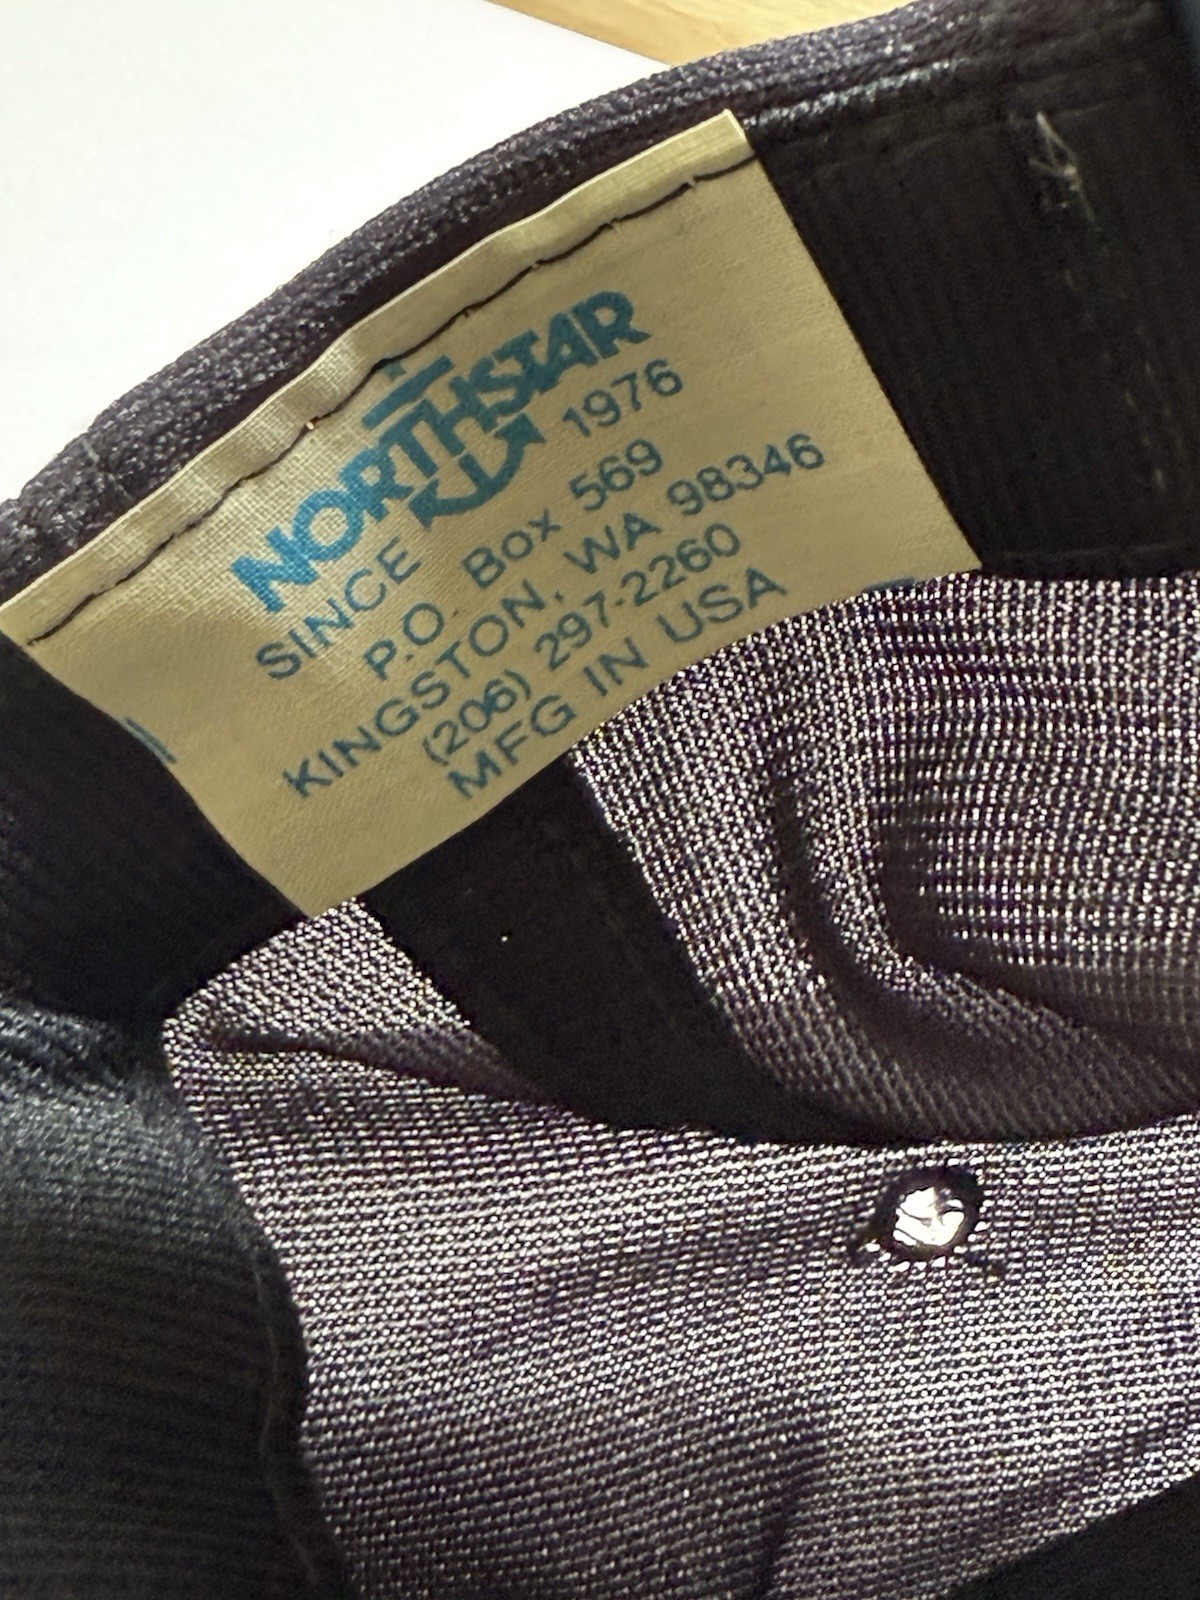 NORTHSTAR
SINCE 1976
P.O. Box 569
KINGSTON, WA 98346
(206) 297-2260
MFG IN USA